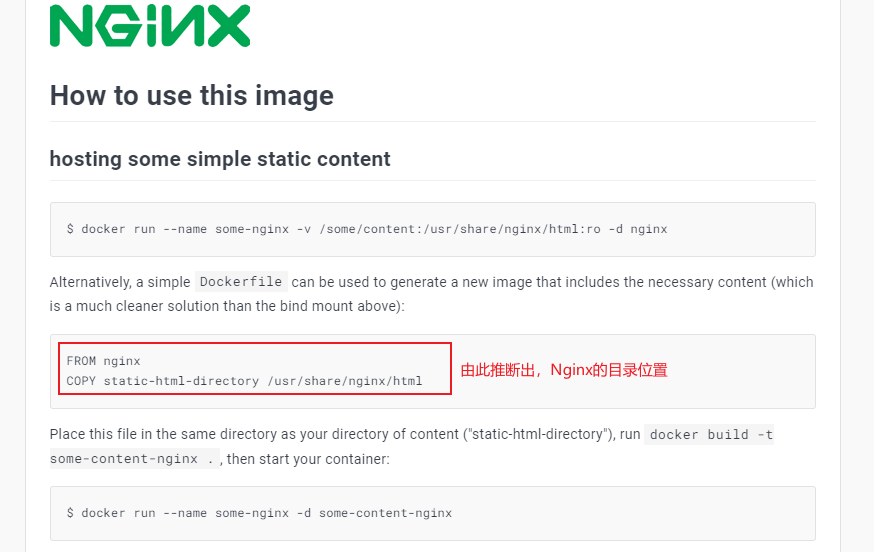 NGINX
How to use this image
hosting some simple static content
$ docker run --name some-nginx -v /some/content:/usr/share/nginx/html:ro -d nginx
Alternatively, a simple Dockerfile can be used to generate a new image that includes the necessary content (which
is a much cleaner solution than the bind mount above):
FROM nginx
COPY static-html-directory /usr/share/nginx/html
由此推断出，Nginx的目录位置
Place this file in the same directory as your directory of content ("static-html-directory"), run docker build -t
some-content-nginx . , then start your container:
$ docker run --name some-nginx -d some-content-nginx